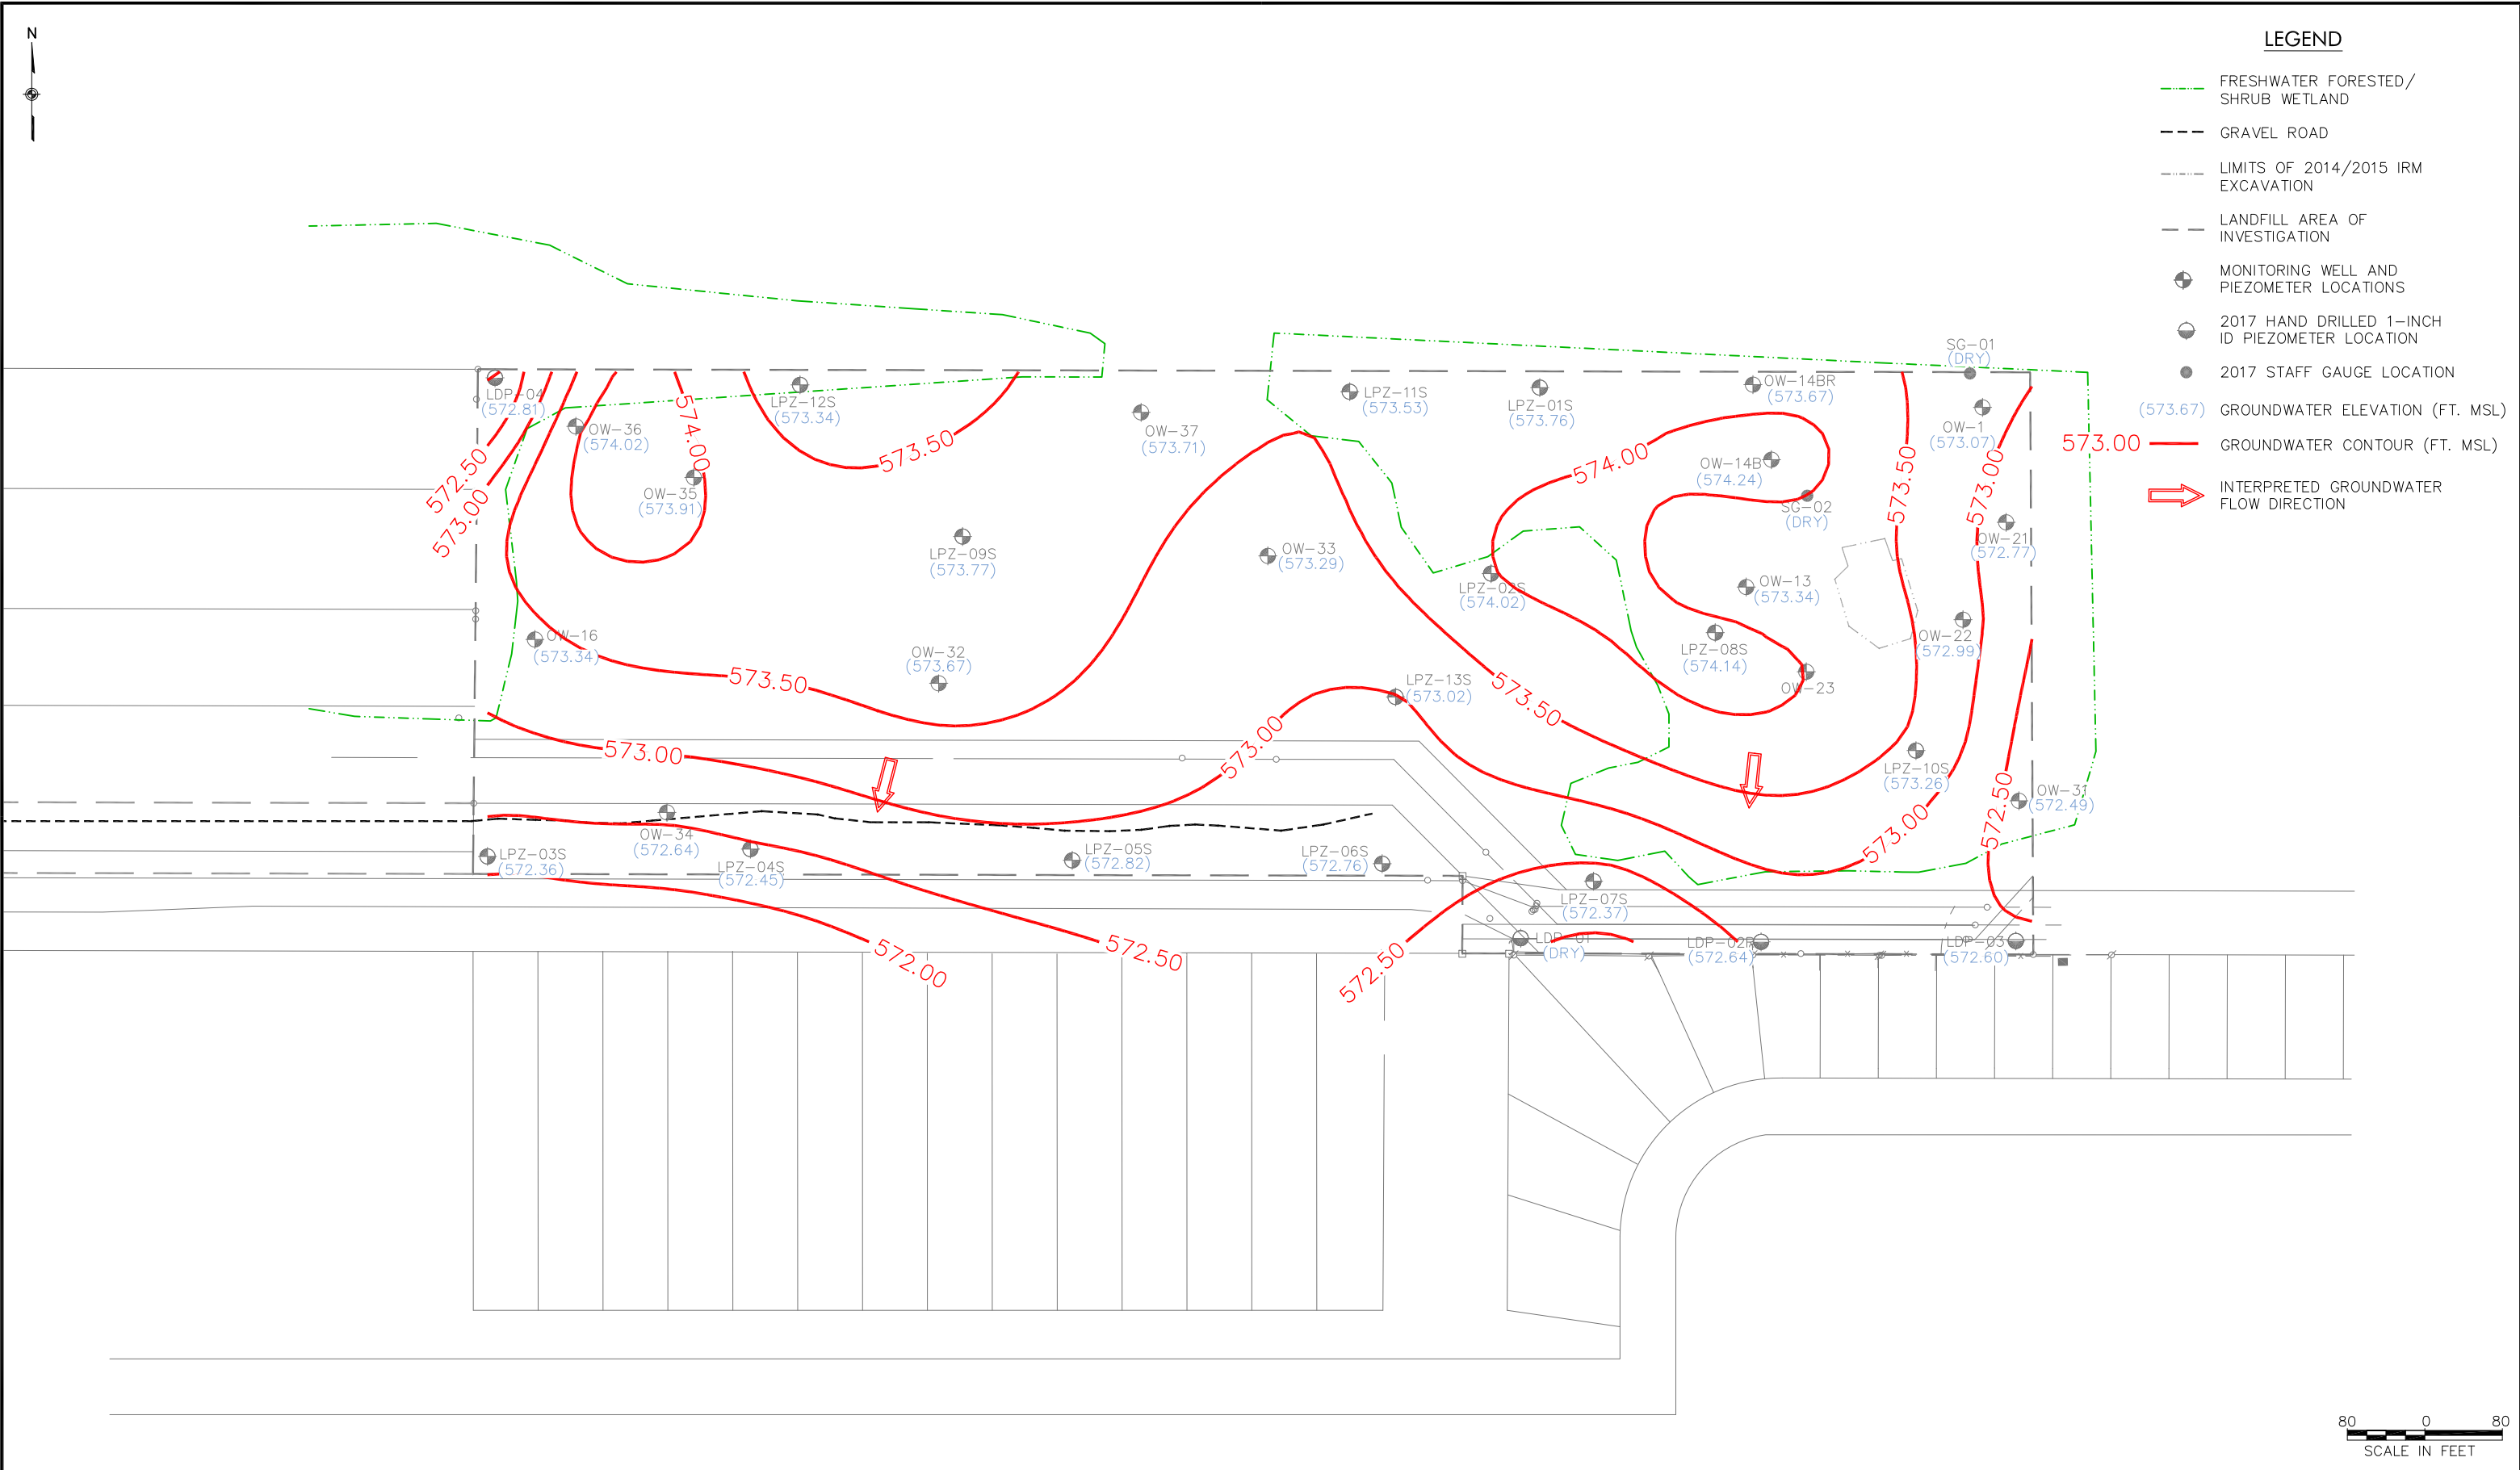 N
LEGEND
FRESHWATER FORESTED/
SHRUB WETLAND
GRAVEL ROAD
LIMITS OF 2014/2015 IRM
EXCAVATION
LANDFILL AREA OF
INVESTIGATION
MONITORING WELL AND
PIEZOMETER LOCATIONS
2017 HAND DRILLED 1-INCH
ID PIEZOMETER LOCATION
2017 STAFF GAUGE LOCATION
(573.67) GROUNDWATER ELEVATION (FT. MSL)
573.00 GROUNDWATER CONTOUR (FT. MSL)
INTERPRETED GROUNDWATER
FLOW DIRECTION
SG-01
(DRY)
LDP-04
(572.81)
OW-36
(574.02)
574.00
LPZ-12S
(573.34)
573.50
OW-37
(573.71)
LPZ-11S
(573.53)
LPZ-01S
(573.76)
OW-14BR
(573.67)
OW-1
(573.07)
572.50
573.00
OW-35
(573.91)
574.00
OW-14B
(574.24)
SG-02
(DRY)
573.50
573.00
OW-21
(572.77)
LPZ-09S
(573.77)
OW-33
(573.29)
LPZ-02S
(574.02)
OW-13
(573.34)
OW-16
(573.34)
OW-32
(573.67)
LPZ-08S
(574.14)
OW-22
(572.99)
573.50
LPZ-13S
(573.02)
573.50
OW-23
573.00
573.00
LPZ-10S
(573.26)
OW-31
(572.49)
572.50
573.00
OW-34
(572.64)
LPZ-03S
(572.36)
LPZ-04S
(572.45)
LPZ-05S
(572.82)
LPZ-06S
(572.76)
LPZ-07S
(572.37)
572.00
572.50
572.50
LDP-01
(DRY)
LDP-02R
(572.64)
LDP-03
(572.60)
80 0 80
SCALE IN FEET